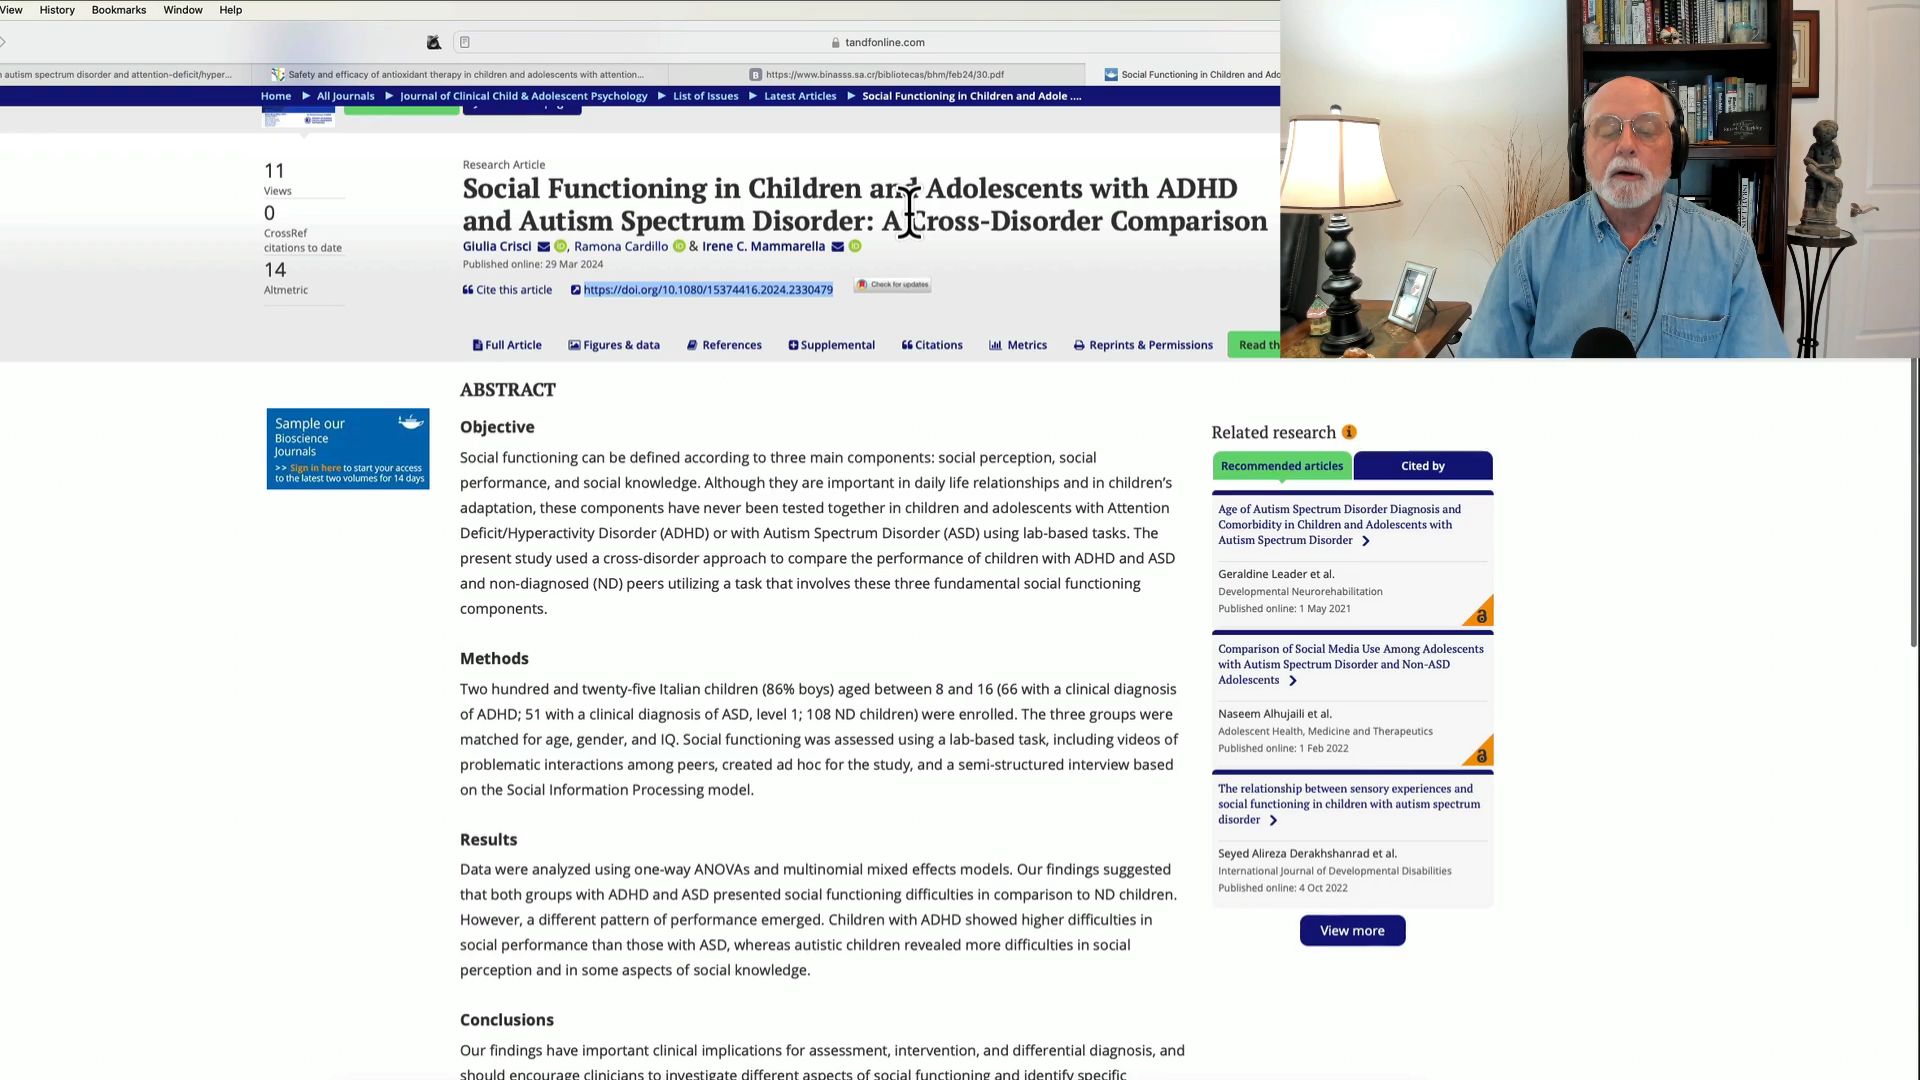 View History Bookmarks Window Help
tandfonline.com
n autism spectrum disorder and attention-deficit/hyper...
Safety and efficacy of antioxidant therapy in children and adolescents with attention...
https://www.binasss.sa.cr/bibliotecas/bhm/feb24/30.pdf
Social Functioning in Children and Ado
Home ▶ All Journals ▶ Journal of Clinical Child & Adolescent Psychology ▶ List of Issues ▶ Latest Articles ▶ Social Functioning in Children and Adole ....
11
Views
0
CrossRef
citations to date
14
Altmetric
Research Article
Social Functioning in Children and Adolescents with ADHD
and Autism Spectrum Disorder: A Cross-Disorder Comparison
Giulia Crisci, Ramona Cardillo & Irene C. Mammarella
Published online: 29 Mar 2024
Cite this article https://doi.org/10.1080/15374416.2024.2330479 Check for updates
Full Article Figures & data References Supplemental Citations Metrics Reprints & Permissions Read th
Sample our
Bioscience
Journals
>> Sign in here to start your access
to the latest two volumes for 14 days
ABSTRACT
Objective
Social functioning can be defined according to three main components: social perception, social
performance, and social knowledge. Although they are important in daily life relationships and in children's
adaptation, these components have never been tested together in children and adolescents with Attention
Deficit/Hyperactivity Disorder (ADHD) or with Autism Spectrum Disorder (ASD) using lab-based tasks. The
present study used a cross-disorder approach to compare the performance of children with ADHD and ASD
and non-diagnosed (ND) peers utilizing a task that involves these three fundamental social functioning
components.
Methods
Two hundred and twenty-five Italian children (86% boys) aged between 8 and 16 (66 with a clinical diagnosis
of ADHD; 51 with a clinical diagnosis of ASD, level 1; 108 ND children) were enrolled. The three groups were
matched for age, gender, and IQ. Social functioning was assessed using a lab-based task, including videos of
problematic interactions among peers, created ad hoc for the study, and a semi-structured interview based
on the Social Information Processing model.
Results
Data were analyzed using one-way ANOVAs and multinomial mixed effects models. Our findings suggested
that both groups with ADHD and ASD presented social functioning difficulties in comparison to ND children.
However, a different pattern of performance emerged. Children with ADHD showed higher difficulties in
social performance than those with ASD, whereas autistic children revealed more difficulties in social
perception and in some aspects of social knowledge.
Conclusions
Our findings have important clinical implications for assessment, intervention, and differential diagnosis, and
should encourage clinicians to investigate different aspects of social functioning and identify specific
Related research
Recommended articles Cited by
Age of Autism Spectrum Disorder Diagnosis and
Comorbidity in Children and Adolescents with
Autism Spectrum Disorder
Geraldine Leader et al.
Developmental Neurorehabilitation
Published online: 1 May 2021
Comparison of Social Media Use Among Adolescents
with Autism Spectrum Disorder and Non-ASD
Adolescents
Naseem Alhujaili et al.
Adolescent Health, Medicine and Therapeutics
Published online: 1 Feb 2022
The relationship between sensory experiences and
social functioning in children with autism spectrum
disorder
Seyed Alireza Derakhshanrad et al.
International Journal of Developmental Disabilities
Published online: 4 Oct 2022
View more